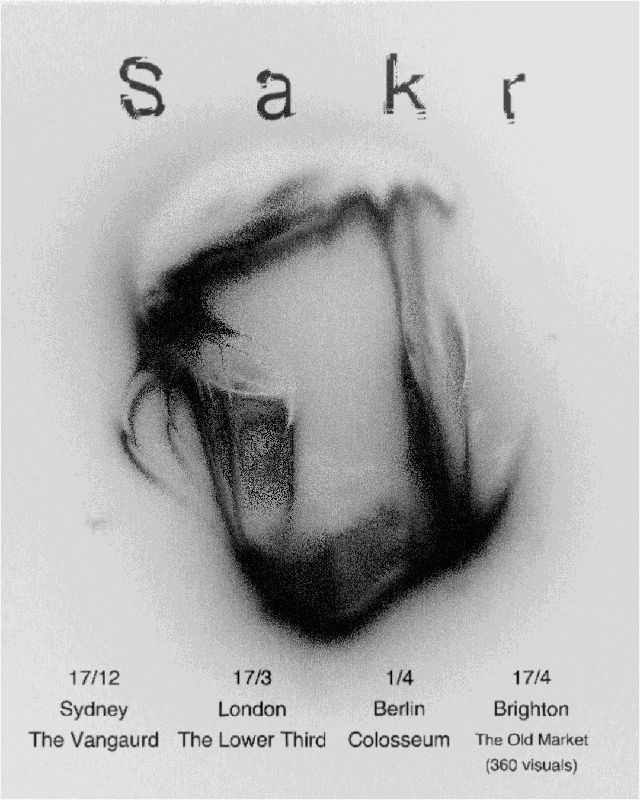 S a k r
17/12
Sydney
The Vangaurd
17/3
London
The Lower Third
1/4
Berlin
Colosseum
17/4
Brighton
The Old Market
(360 visuals)